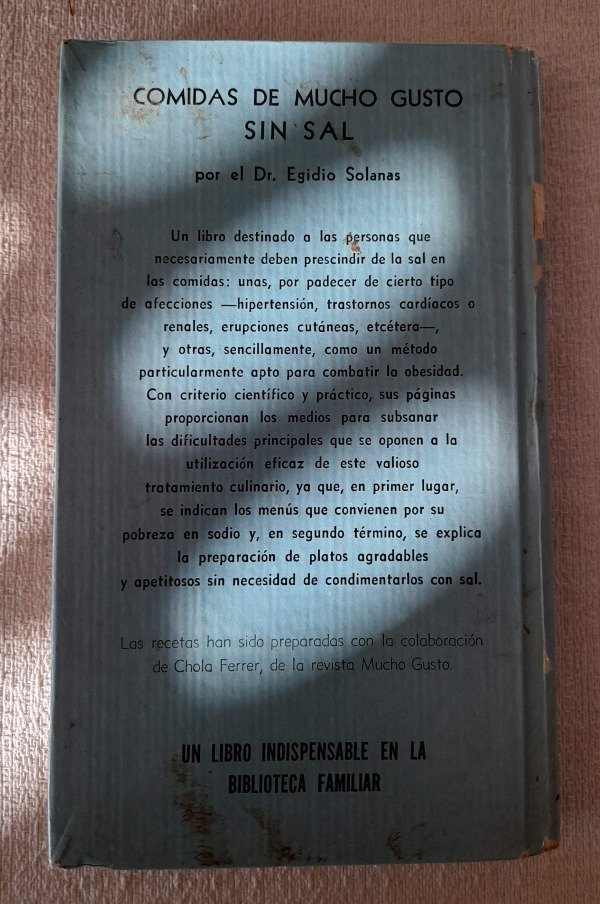 COMIDAS DE MUCHO GUSTO
SIN SAL
por el Dr. Egidio Solanas
Un libro destinado a las personas que
necesariamente deben prescindir de la sal en
las comidas: unas, por padecer de cierto tipo
de afecciones —hipertensión, trastornos cardíacos o
renales, erupciones cutáneas, etcétera—,
y otras, sencillamente, como un método
particularmente apto para combatir la obesidad.
Con criterio científico y práctico, sus páginas
proporcionan los medios para subsanar
las dificultades principales que se oponen a la
utilización eficaz de este valioso
tratamiento culinario, ya que, en primer lugar,
se indican los menús que convienen por su
pobreza en sodio y, en segundo término, se explica
la preparación de platos agradables
y apetitosos sin necesidad de condimentarlos con sal.
Las recetas han sido preparadas con la colaboración
de Chola Ferrer, de la revista Mucho Gusto.
UN LIBRO INDISPENSABLE EN LA
BIBLIOTECA FAMILIAR